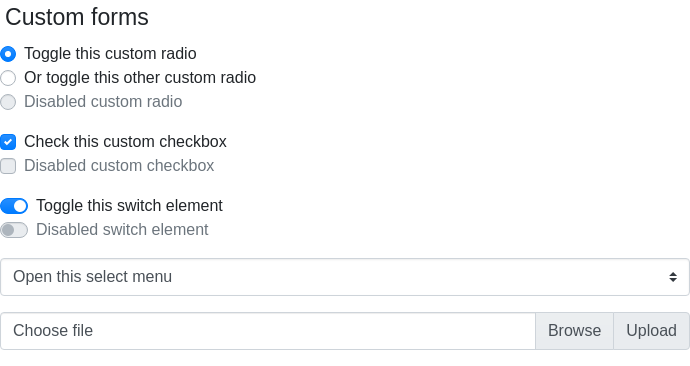 Custom forms
Toggle this custom radio
Or toggle this other custom radio
Disabled custom radio
Check this custom checkbox
Disabled custom checkbox
Toggle this switch element
Disabled switch element
Open this select menu
Choose file Browse Upload